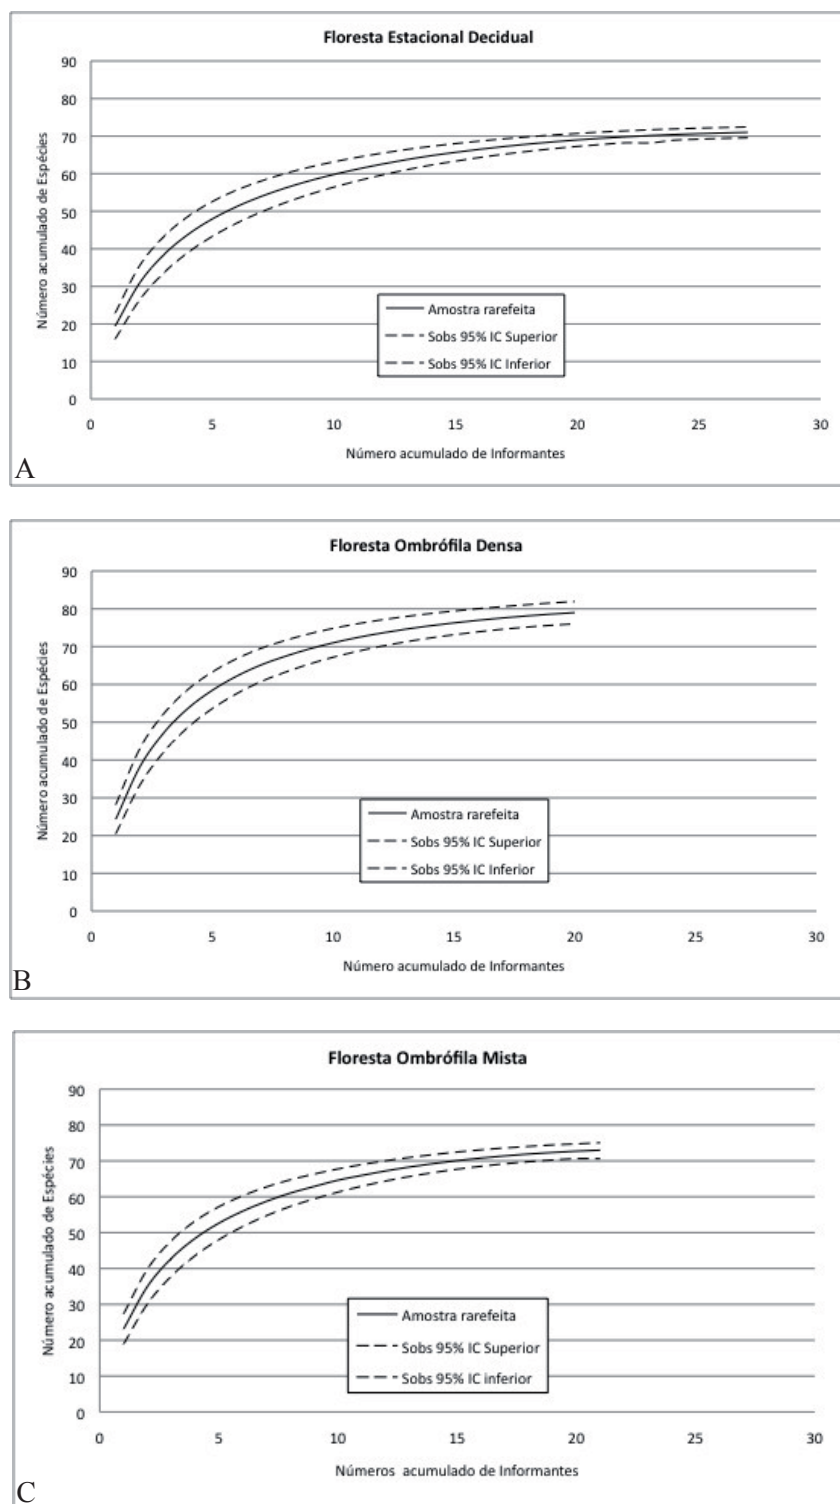 Floresta Estacional Decidual
Número acumulado de Espécies
90
80
70
60
50
40
30
20
10
0
Amostra rarefeita
Sobs 95% IC Superior
Sobs 95% IC Inferior
0 5 10 15 20 25 30
Número acumulado de Informantes
A
Floresta Ombrófila Densa
Número acumulado de Espécies
90
80
70
60
50
40
30
20
10
0
Amostra rarefeita
Sobs 95% IC Superior
Sobs 95% IC Inferior
0 5 10 15 20 25 30
Número acumulado de Informantes
B
Floresta Ombrófila Mista
Número acumulado de Espécies
90
80
70
60
50
40
30
20
10
0
Amostra rarefeita
Sobs 95% IC Superior
Sobs 95% IC inferior
0 5 10 15 20 25 30
Números acumulado de Informantes
C